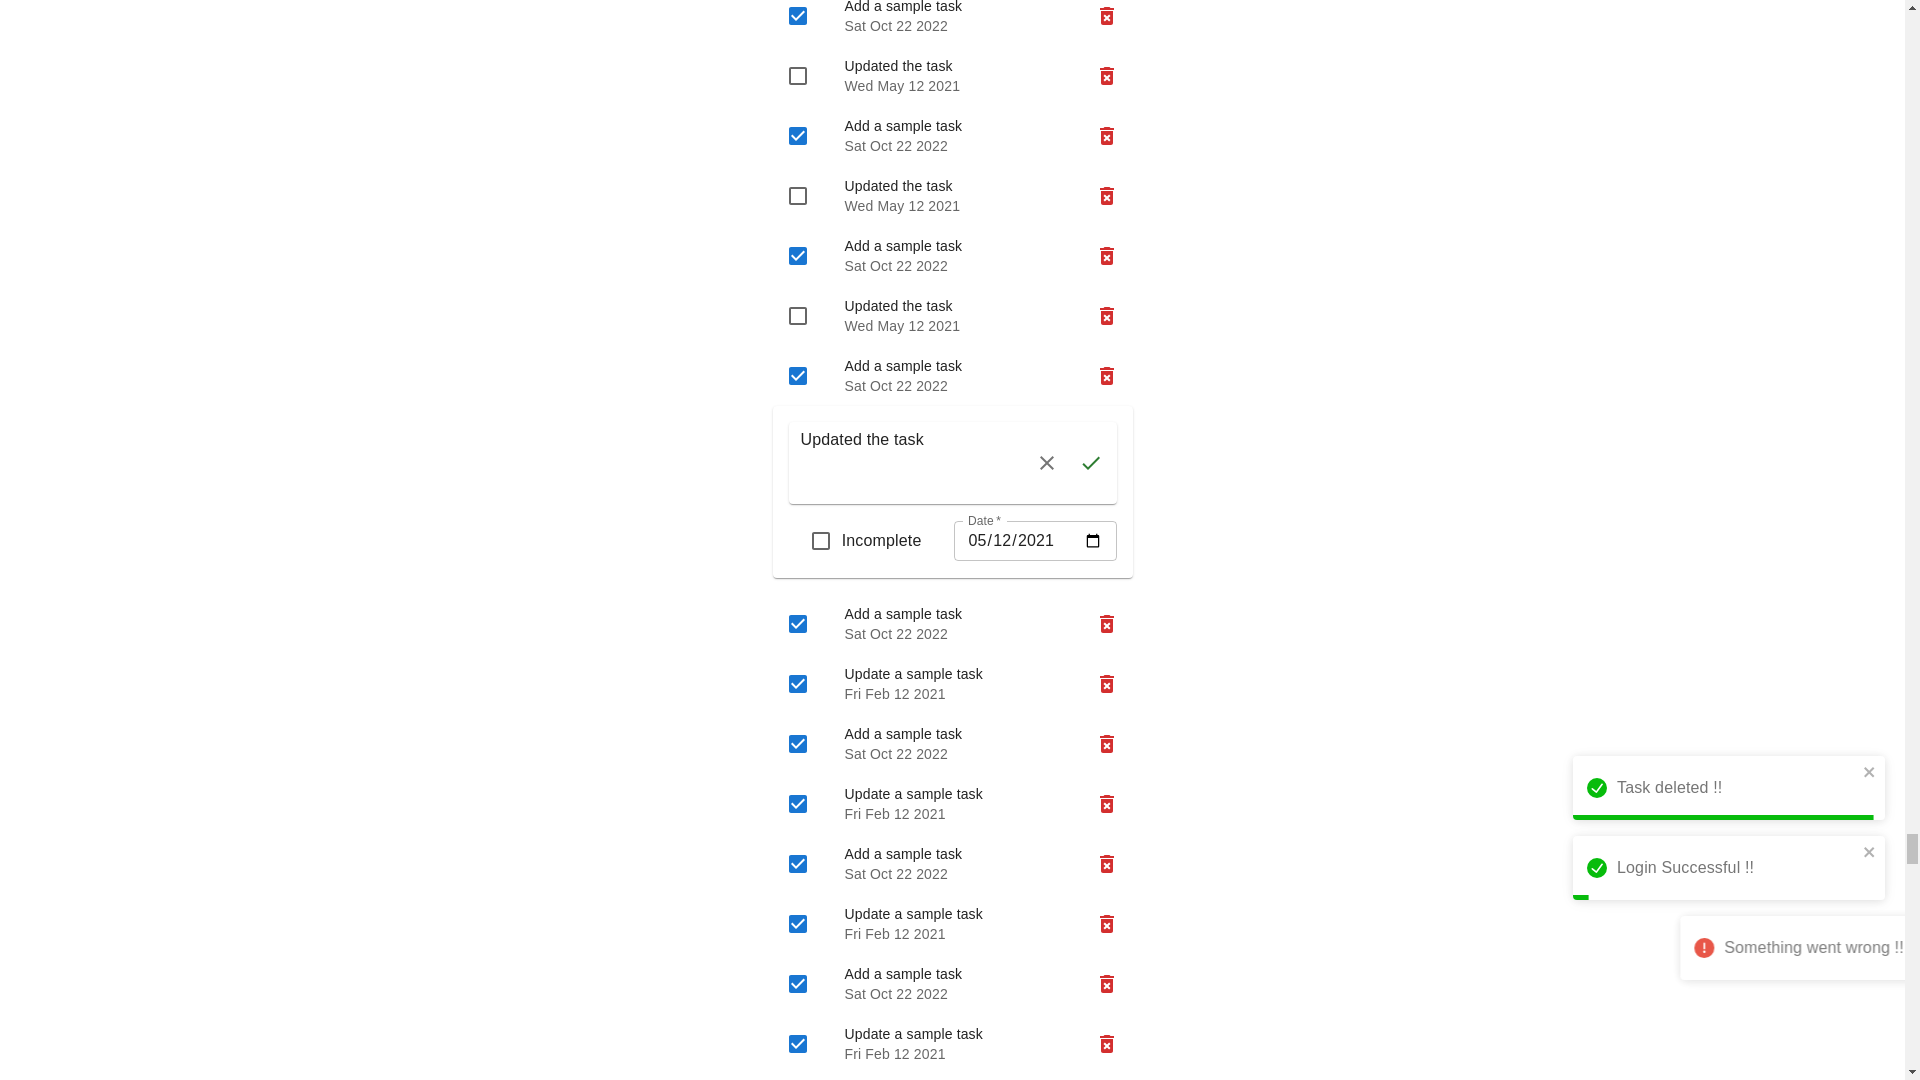 Add a sample task
Sat Oct 22 2022
Updated the task
Wed May 12 2021
Add a sample task
Sat Oct 22 2022
Updated the task
Wed May 12 2021
Add a sample task
Sat Oct 22 2022
Updated the task
Wed May 12 2021
Add a sample task
Sat Oct 22 2022
Updated the task
Date *
Incomplete
05/12/2021
Add a sample task
Sat Oct 22 2022
Update a sample task
Fri Feb 12 2021
Add a sample task
Sat Oct 22 2022
Update a sample task
Fri Feb 12 2021
Add a sample task
Sat Oct 22 2022
Update a sample task
Fri Feb 12 2021
Add a sample task
Sat Oct 22 2022
Update a sample task
Fri Feb 12 2021
Task deleted !!
Login Successful !!
Something went wrong !!